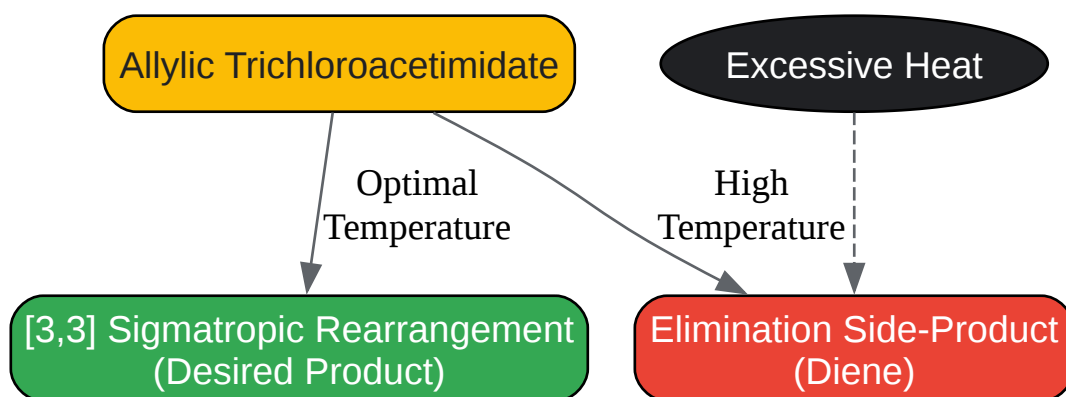 Allylic Trichloroacetimidate
Excessive Heat
Optimal
Temperature
High
Temperature
[3,3] Sigmatropic Rearrangement
(Desired Product)
Elimination Side-Product
(Diene)